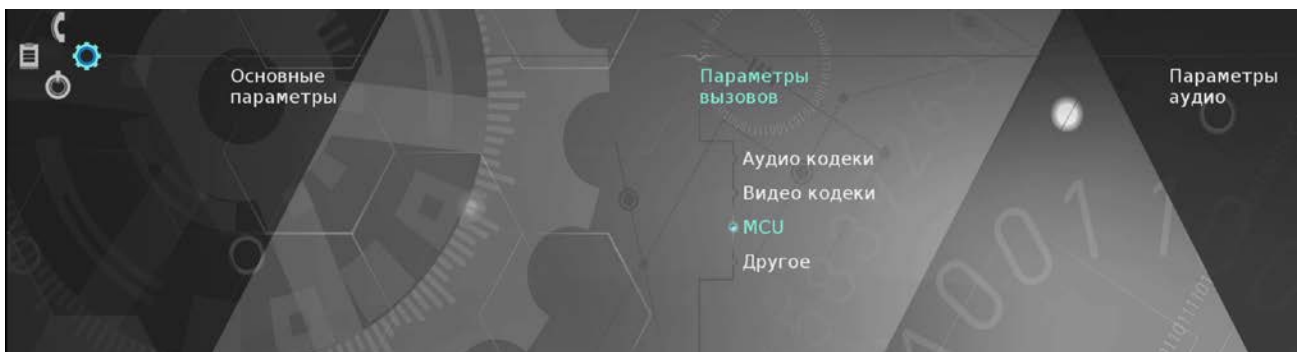 Основные
параметры
Параметры
вызовов
Аудио кодеки
Видео кодеки
MCU
Другое
Параметры
аудио